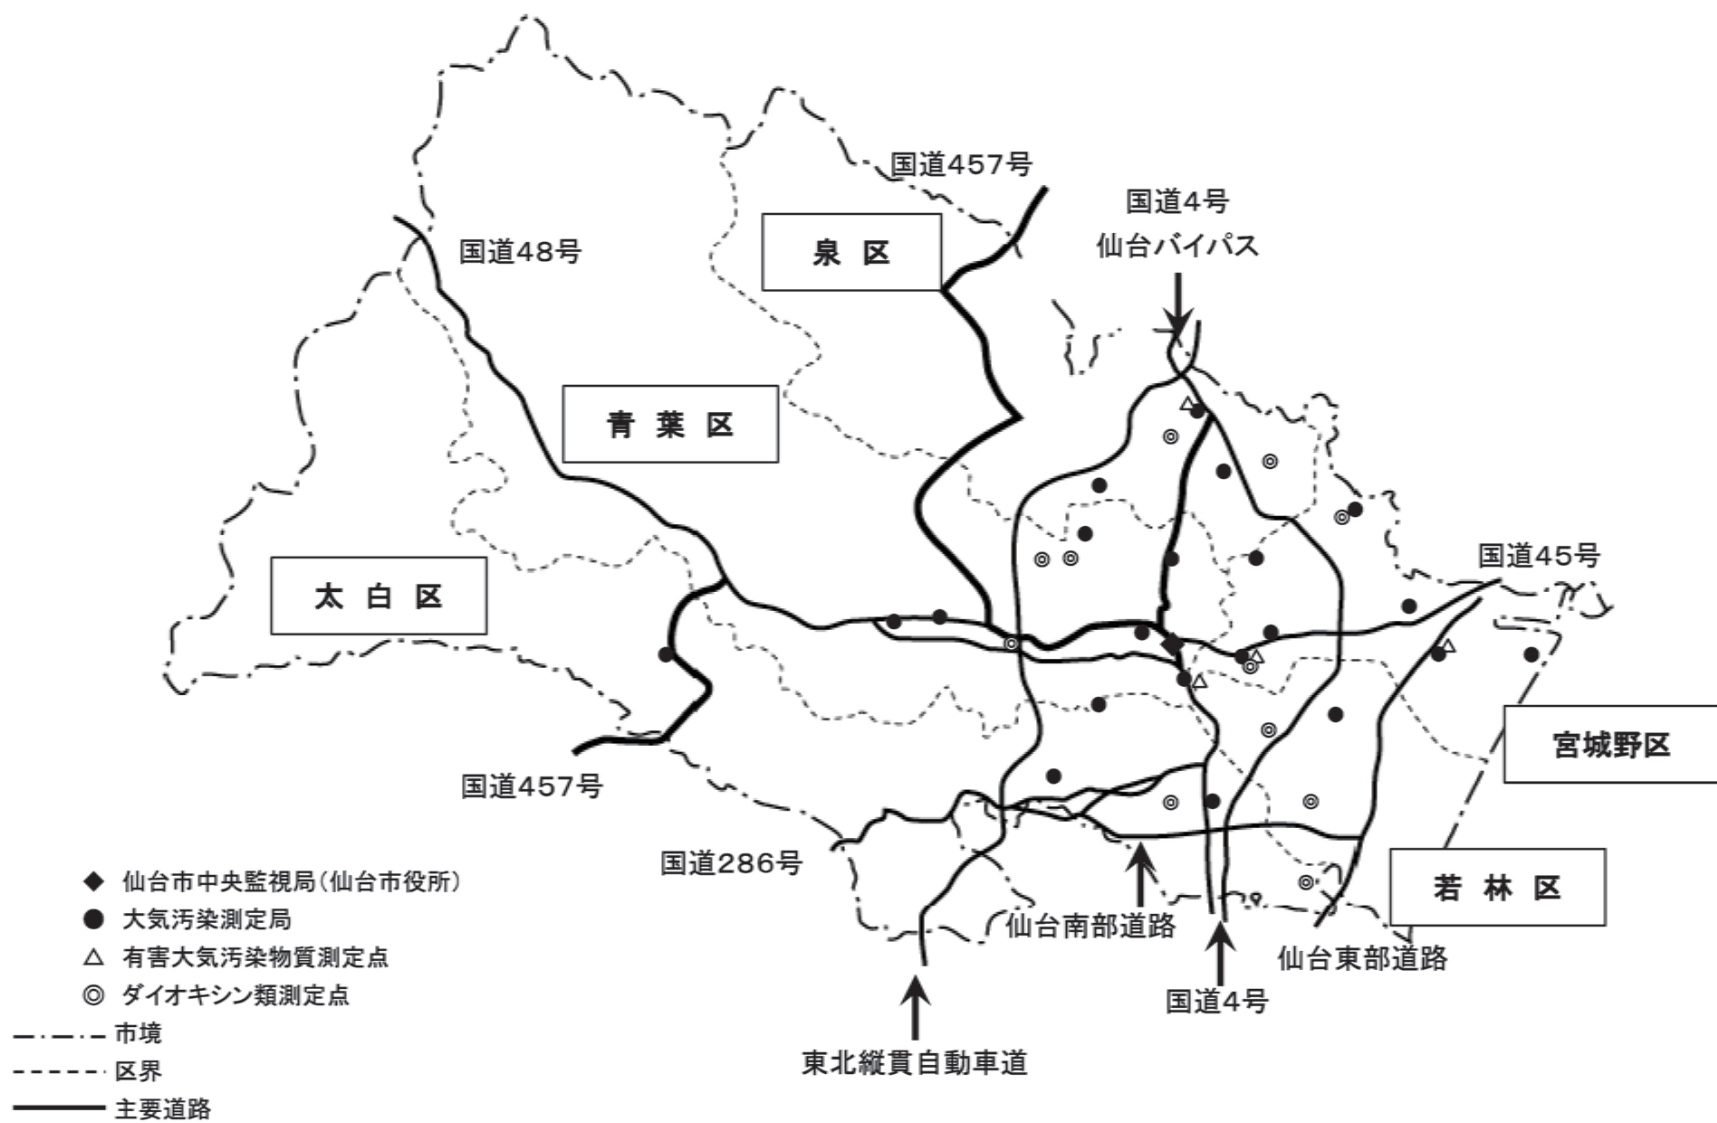 国道457号
国道4号
仙台バイパス
国道48号
泉 区
青 葉 区
国道45号
太 白 区
宮城野区
国道457号
国道286号
若 林 区
仙台南部道路
仙台東部道路
国道4号
東北縦貫自動車道
仙台市中央監視局(仙台市役所)
大気汚染測定局
有害大気汚染物質測定点
ダイオキシン類測定点
市境
区界
主要道路